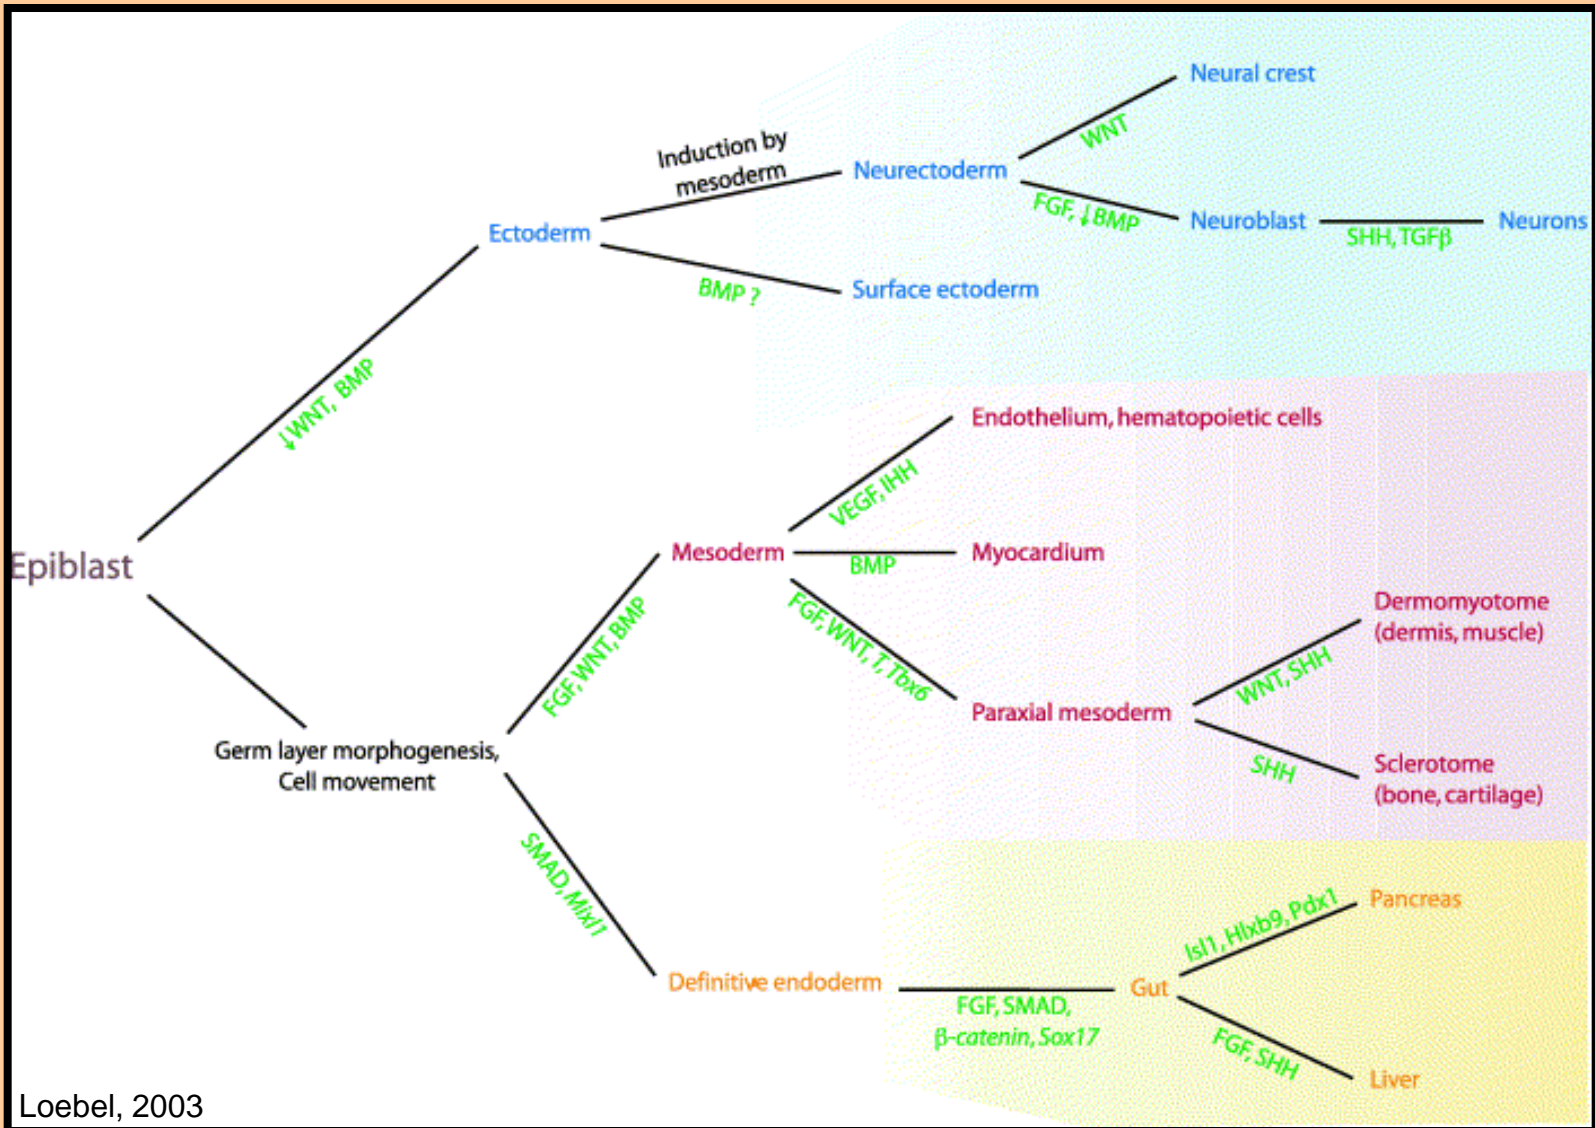 Neural crest
WNT
Induction by
mesoderm
Neurectoderm
FGF, ↓BMP
Neuroblast
SHH, TGFβ
Neurons
Ectoderm
BMP ?
Surface ectoderm
↓WNT, BMP
Endothelium, hematopoietic cells
VEGF, IHH
Mesoderm
BMP
Myocardium
Epiblast
FGF, WNT, BMP
FGF, WNT, T, Tbx6
Dermomyotome
(dermis, muscle)
WNT, SHH
Paraxial mesoderm
SHH
Sclerotome
(bone, cartilage)
Germ layer morphogenesis,
Cell movement
SMAD, Mixl1
Isl1, Hlxb9, Pdx1
Pancreas
Definitive endoderm
FGF, SMAD,
β-catenin, Sox17
Gut
FGF, SHH
Liver
Loebel, 2003